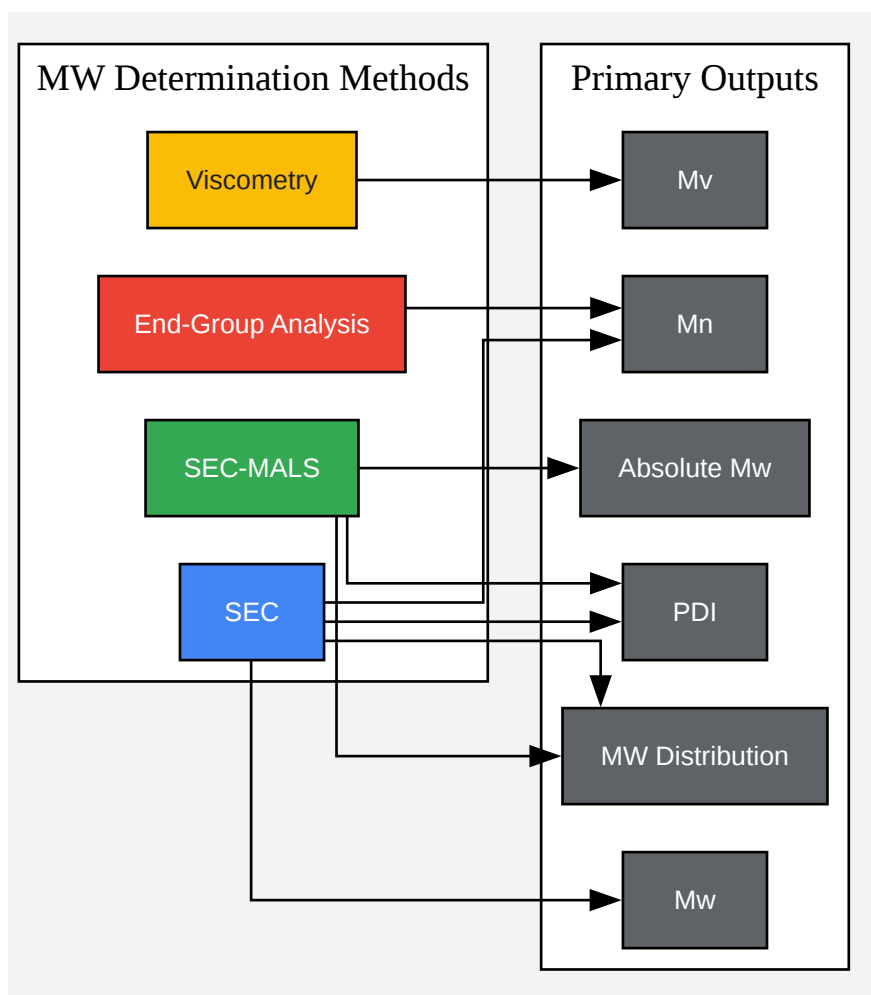 MW Determination Methods
Viscometry
End-Group Analysis
SEC-MALS
SEC
Primary Outputs
Mv
Mn
Absolute Mw
PDI
MW Distribution
Mw